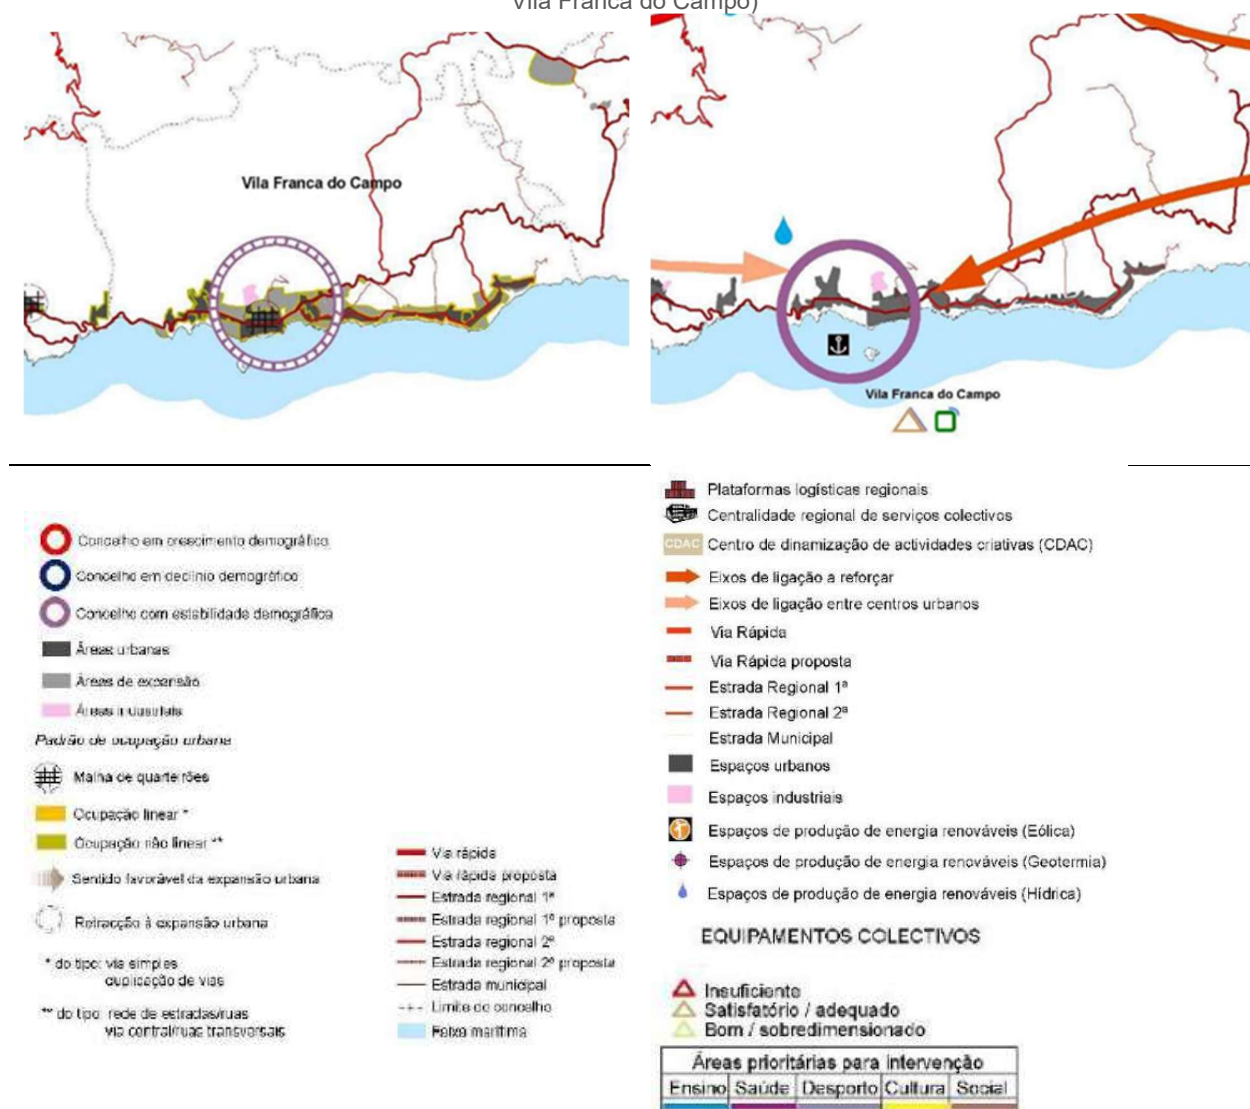 Vila Franca do Campo)
Vila Franca do Campo
Vila Franca do Campo
Concelho em crescimento demográfico
Concelho em declínio demográfico
Concelho com estabilidade demográfica
Áreas urbanas
Áreas de expansão
Áreas industriais
Padrão de ocupação urbana
Malha de quarteirões
Ocupação linear *
Ocupação não linear **
Sentido favorável da expansão urbana
Retracção à expansão urbana
* do tipo: via simples
duplicação de vias
** do tipo: rede de estradas/ruas
via central/ruas transversais
Via rápida
Via rápida proposta
Estrada regional 1ª
Estrada regional 1ª proposta
Estrada regional 2ª
Estrada regional 2ª proposta
Estrada municipal
Limite de concelho
Faixa marítima
Plataformas logísticas regionais
Centralidade regional de serviços colectivos
CDAC Centro de dinamização de actividades criativas (CDAC)
Eixos de ligação a reforçar
Eixos de ligação entre centros urbanos
Via Rápida
Via Rápida proposta
Estrada Regional 1ª
Estrada Regional 2ª
Estrada Municipal
Espaços urbanos
Espaços industriais
Espaços de produção de energia renováveis (Eólica)
Espaços de produção de energia renováveis (Geotermia)
Espaços de produção de energia renováveis (Hídrica)
EQUIPAMENTOS COLECTIVOS
Insuficiente
Satisfatório / adequado
Bom / sobredimensionado
Áreas prioritárias para intervenção
Ensino Saúde Desporto Cultura Social